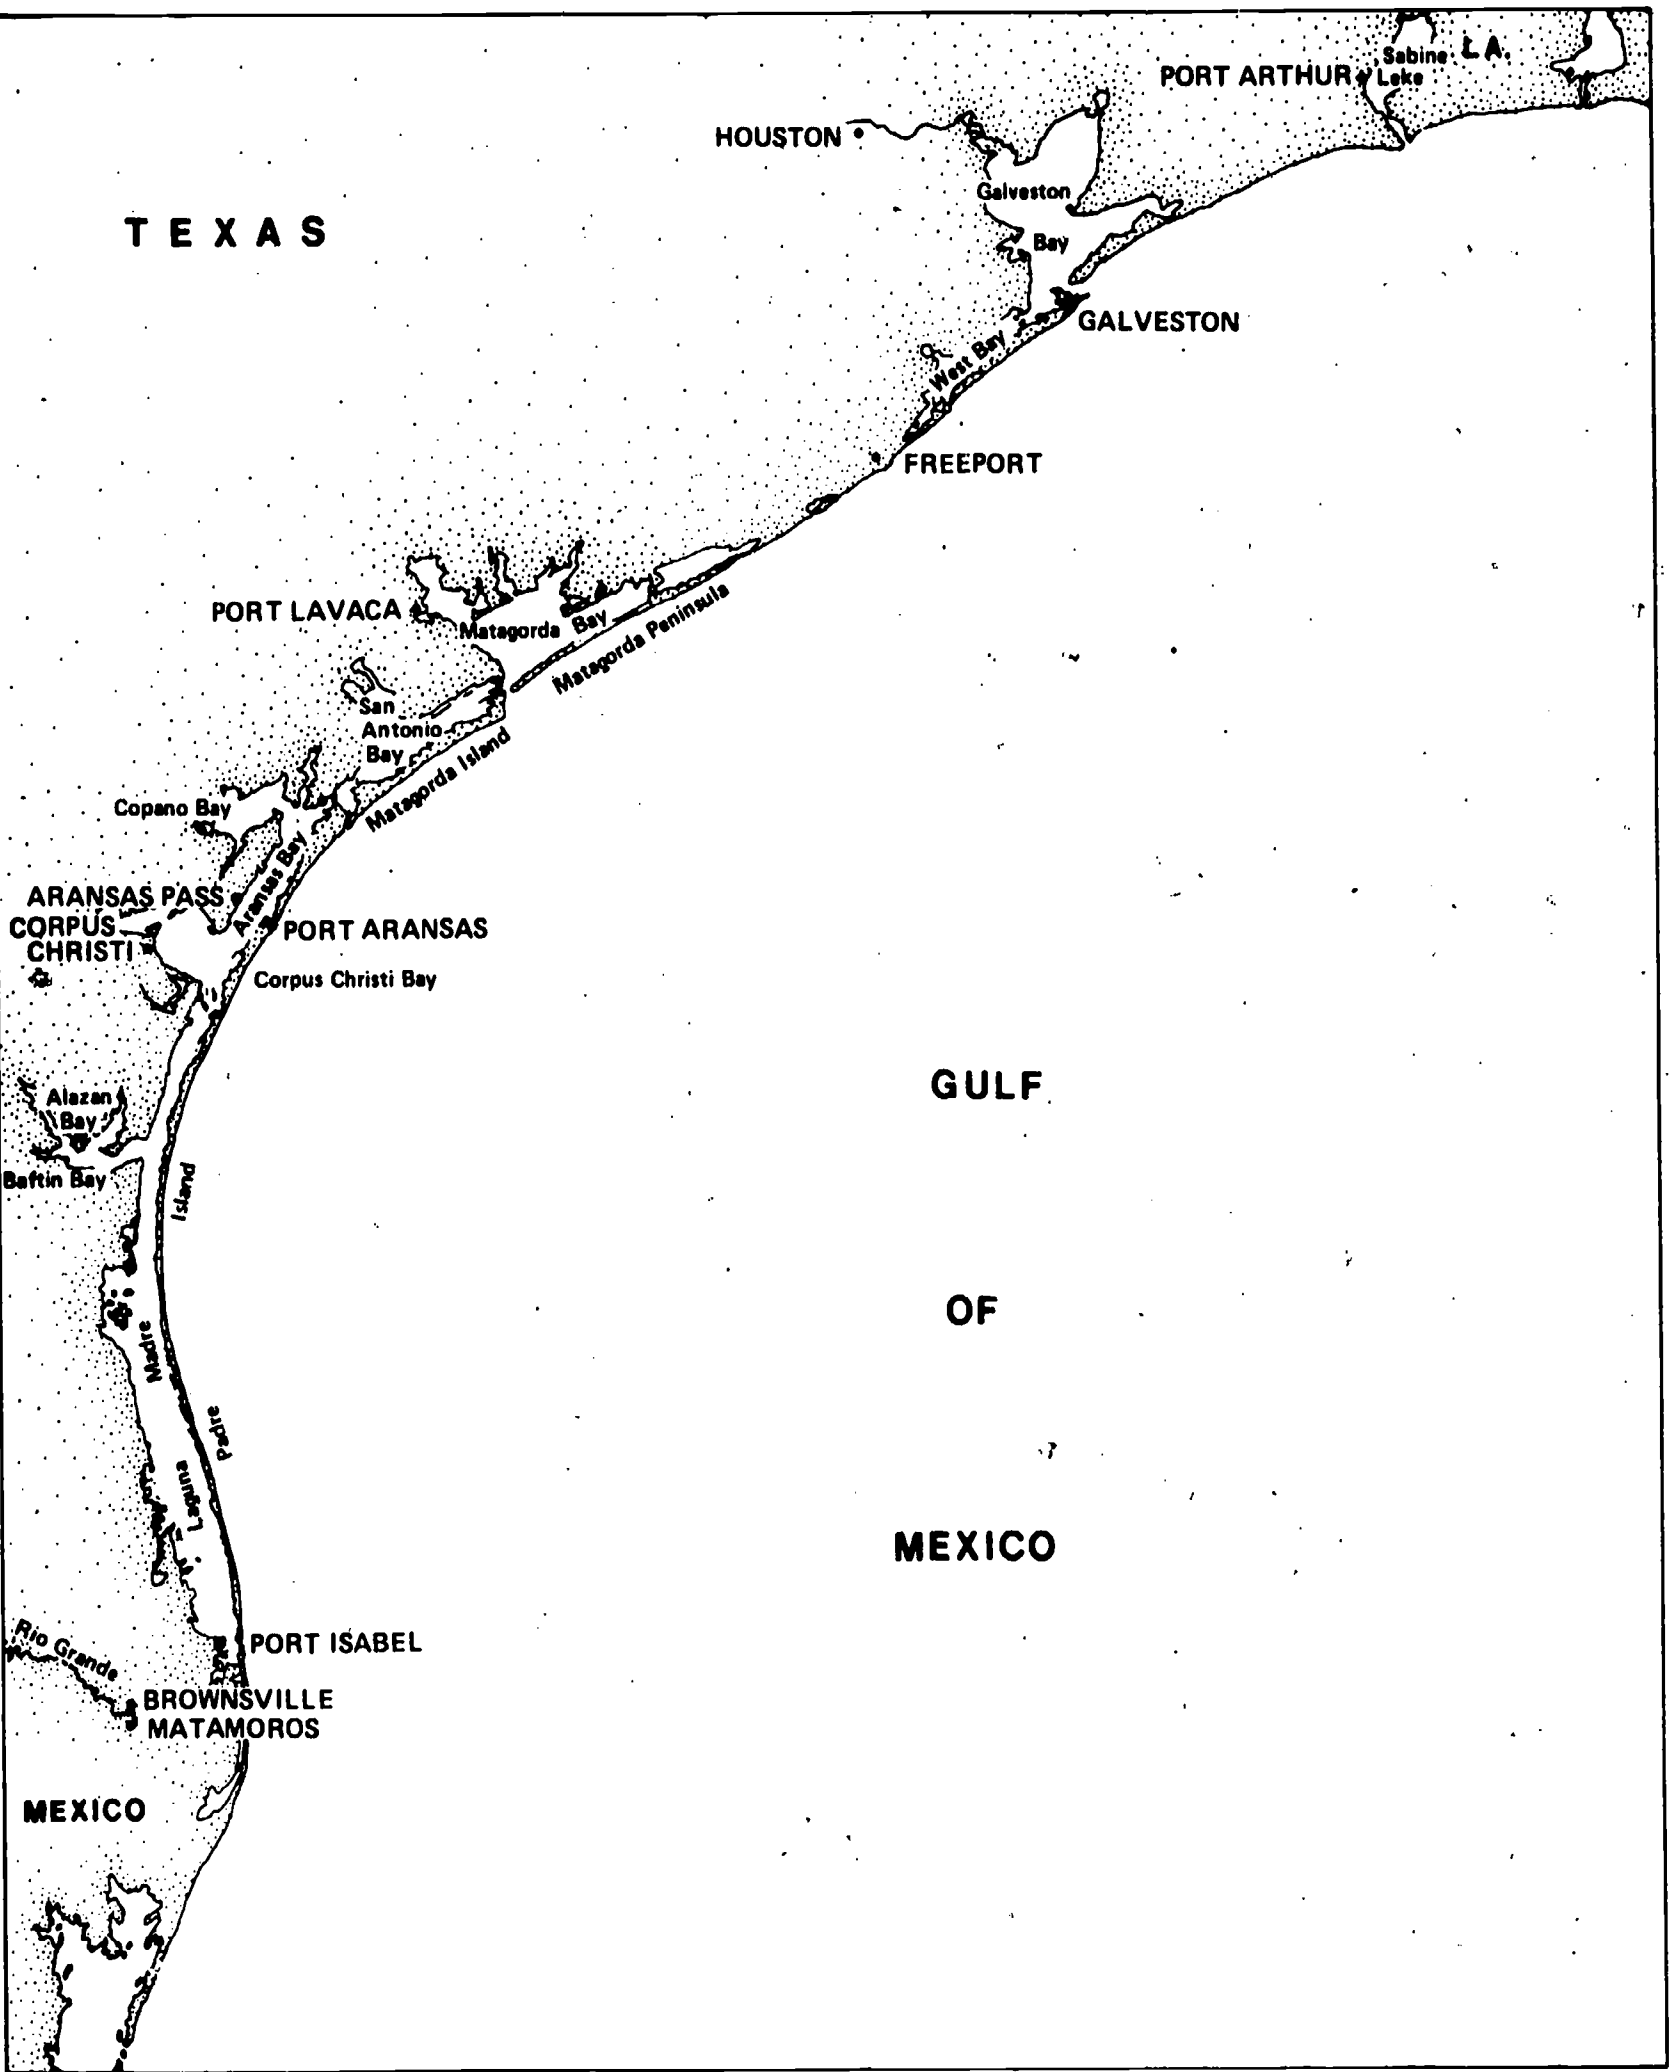 Sabine L A.
PORT ARTHUR Lake
HOUSTON
Galveston
TEXAS
Bay
GALVESTON
West Bay
FREEPORT
PORT LAVACA
Matagorda Bay
Matagorda Peninsula
San
Antonio
Bay
Matagorda Island
Copano Bay
Aransas Bay
ARANSAS PASS
CORPUS
CHRISTI
PORT ARANSAS
Corpus Christi Bay
GULF
Alazan
Bay
Baftin Bay
Island
OF
Madre
Padre
Laguna
MEXICO
Rio Grande
PORT ISABEL
BROWNSVILLE
MATAMOROS
MEXICO